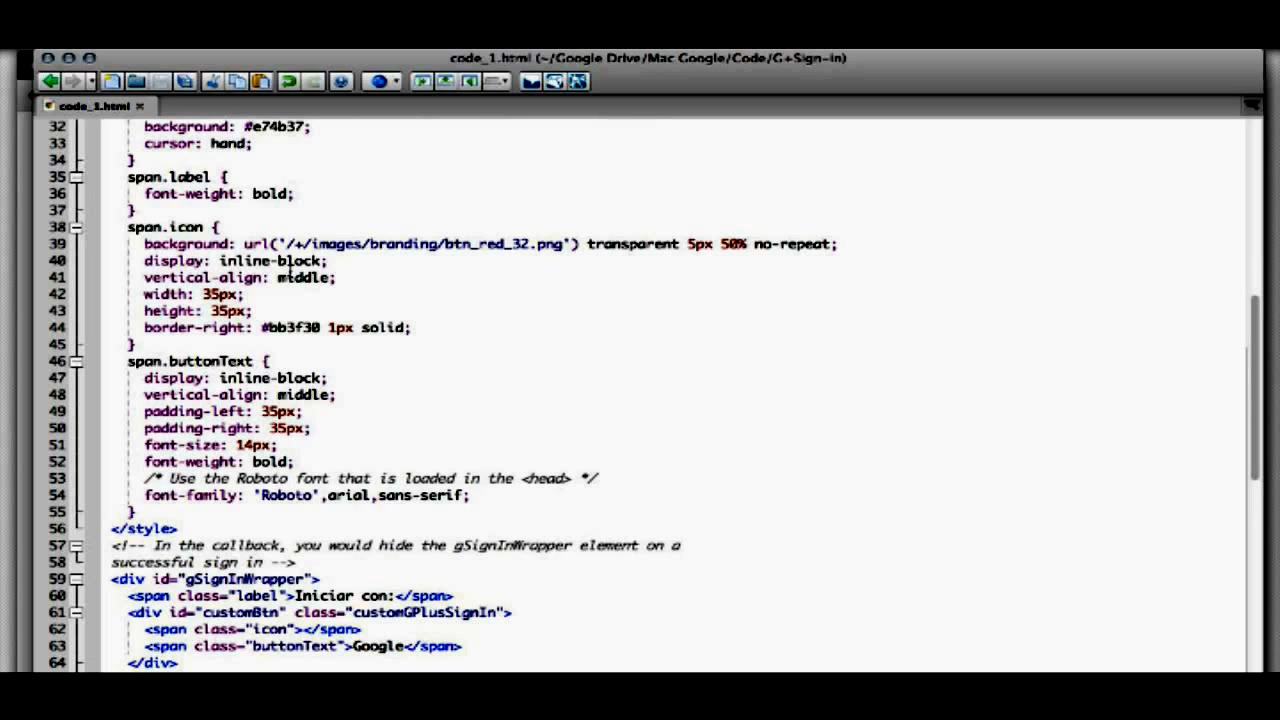 code_1.html (~/Google Drive/Mac Google/Code/G+Sign-in)
code_1.html
32 background: #e74b37;
33 cursor: hand;
34 }
35 span.label {
36 font-weight: bold;
37 }
38 span.icon {
39 background: url('/+/images/branding/btn_red_32.png') transparent 5px 50% no-repeat;
40 display: inline-block;
41 vertical-align: middle;
42 width: 35px;
43 height: 35px;
44 border-right: #bb3f30 1px solid;
45 }
46 span.buttonText {
47 display: inline-block;
48 vertical-align: middle;
49 padding-left: 35px;
50 padding-right: 35px;
51 font-size: 14px;
52 font-weight: bold;
53 /* Use the Roboto font that is loaded in the <head> */
54 font-family: 'Roboto',arial,sans-serif;
55 }
56 </style>
57 <!-- In the callback, you would hide the gSignInWrapper element on a
58 successful sign in -->
59 <div id="gSignInWrapper">
60 <span class="label">Iniciar con:</span>
61 <div id="customBtn" class="customGPlusSignIn">
62 <span class="icon"></span>
63 <span class="buttonText">Google</span>
64 </div>